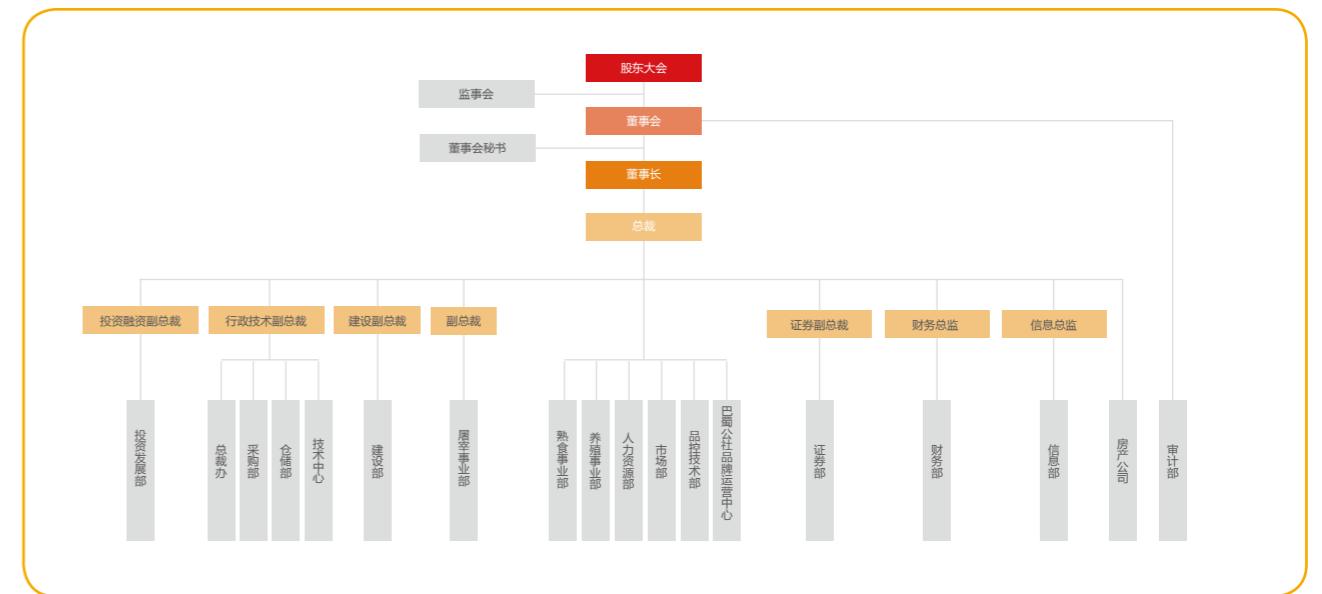 股东大会
监事会
董事会
董事会秘书
董事长
总裁
投资融资副总裁
行政技术副总裁
建设副总裁
副总裁
证券副总裁
财务总监
信息总监
投资发展部
总裁办
采购部
仓储部
技术中心
建设部
屠宰事业部
熟食事业部
养殖事业部
人力资源部
市场部
品控技术部
巴蜀公社品牌运营中心
证券部
财务部
信息部
房产公司
审计部